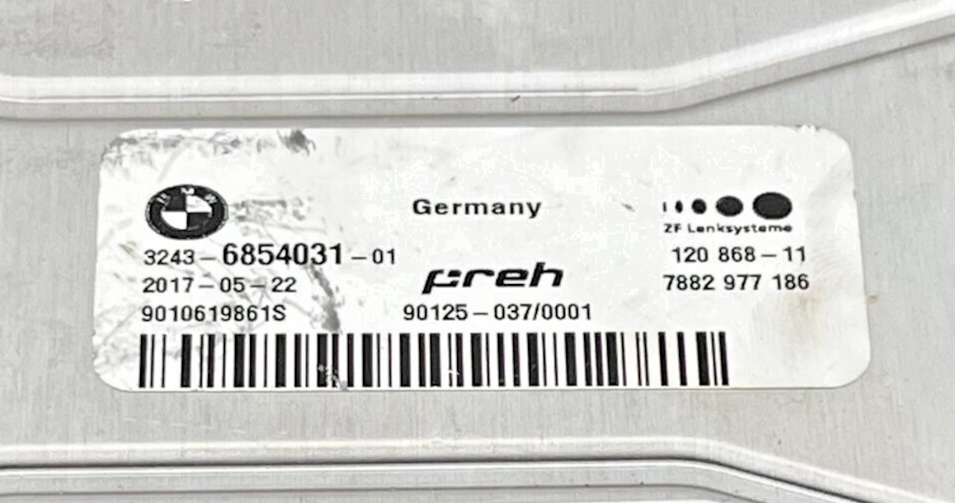 BMW
Germany
ZF Lenksysteme
3243-6854031-01
120 868-11
2017-05-22
preh
7882 977 186
9010619861S
90125-037/0001